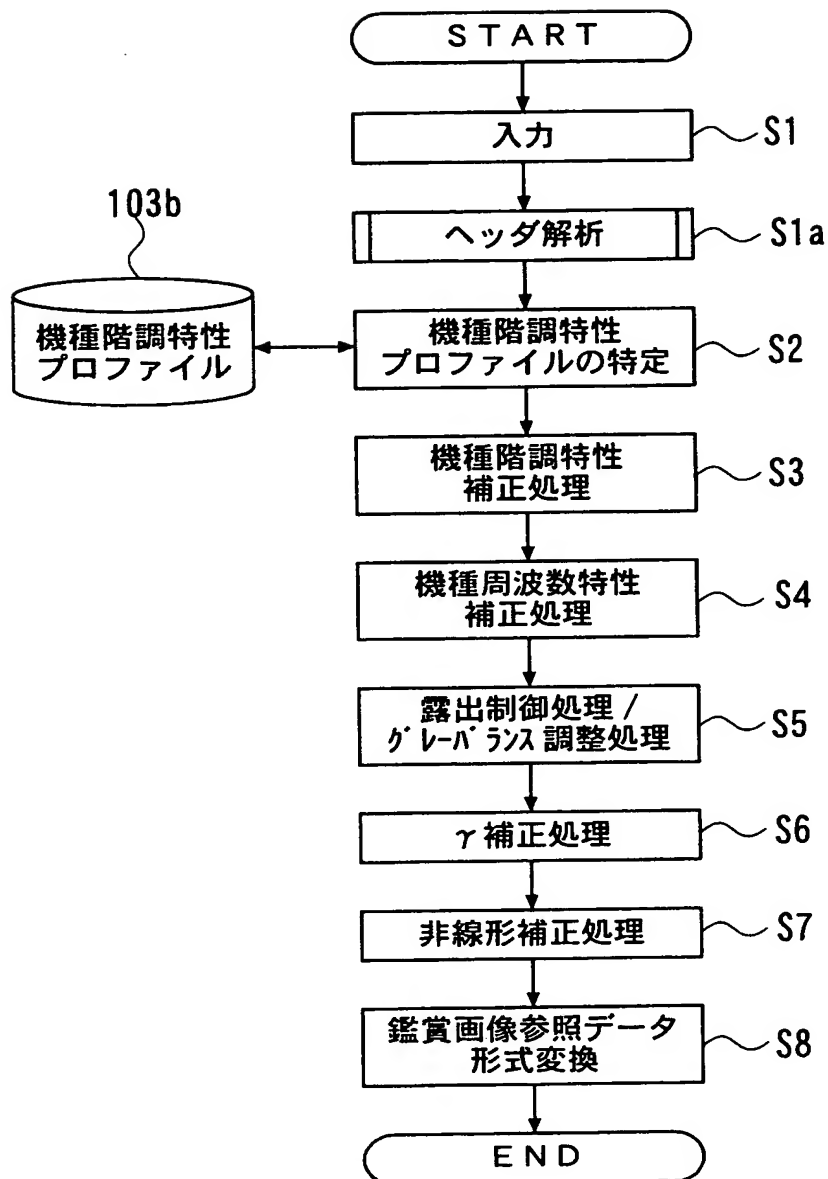 START
入力
S1
ヘッダ解析
S1a
103b
機種階調特性
プロファイル
機種階調特性
プロファイルの特定
S2
機種階調特性
補正処理
S3
機種周波数特性
補正処理
S4
露出制御処理/
グレーバランス調整処理
S5
γ補正処理
S6
非線形補正処理
S7
鑑賞画像参照データ
形式変換
S8
END